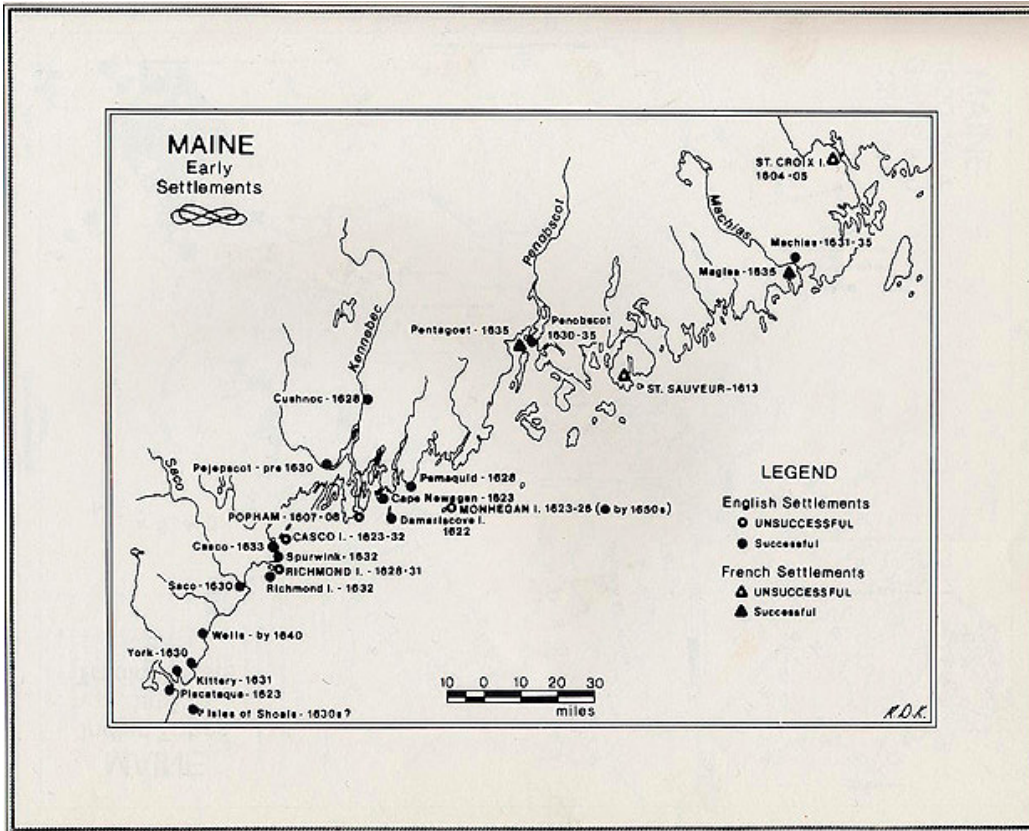 MAINE
Early
Settlements
ST. CROIX I.
1604-05
Machias
Penobscot
Machias-1631-35
Magies-1635
Kennebec
Pentagoet-1635
Penobscot
1630-35
ST. SAUVEUR-1613
Cushnoc-1628
Saco
Pejepscot-pre 1630
Pemaquid-1628
Cape Newagen-1623
MONHEGAN I. 1623-26 (● by 1650s)
POPHAM-1607-08
Damariscove I.
1622
CASCO I.-1623-32
Casco-1633
Spurwink-1632
RICHMOND I.-1628-31
Saco-1630
Richmond I.-1632
Wells-by 1640
York-1630
Kittery-1631
Piscataqua-1623
Isles of Shoals-1630s?
LEGEND
English Settlements
UNSUCCESSFUL
Successful
French Settlements
UNSUCCESSFUL
Successful
10 0 10 20 30
miles
R.D.K.